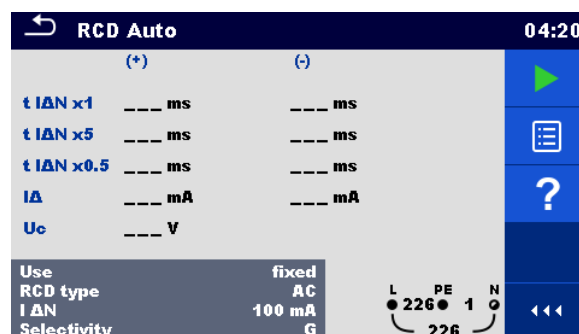 RCD Auto 04:20
(+) (-)
t IΔN x1 ___ ms ___ ms
t IΔN x5 ___ ms ___ ms
t IΔN x0.5 ___ ms ___ ms
IΔ ___ mA ___ mA
Uc ___ V
Use fixed
RCD type AC
I ΔN 100 mA
Selectivity G
L PE N
226 1
226
?